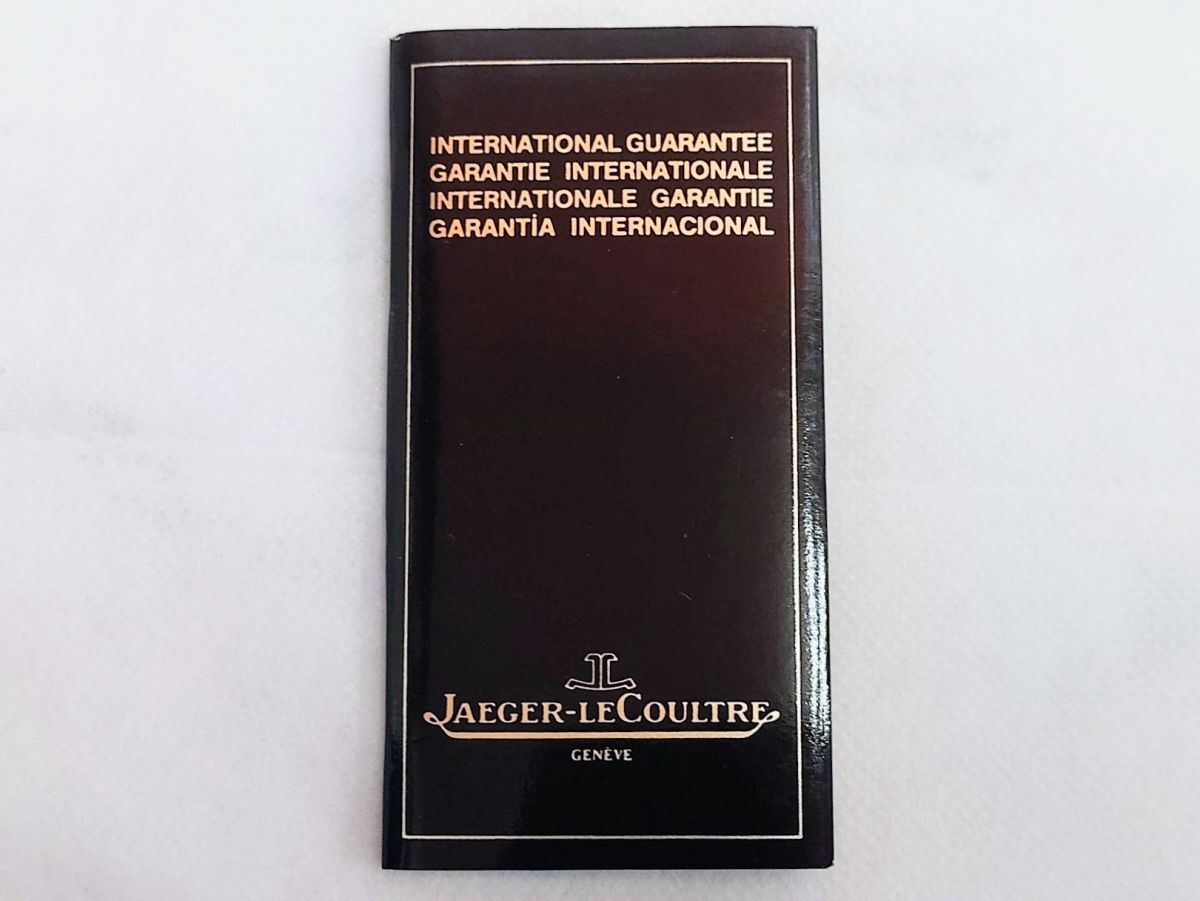 INTERNATIONAL GUARANTEE
GARANTIE INTERNATIONALE
INTERNATIONALE GARANTIE
GARANTÍA INTERNACIONAL
JAEGER-LECOULTRE
GENÈVE